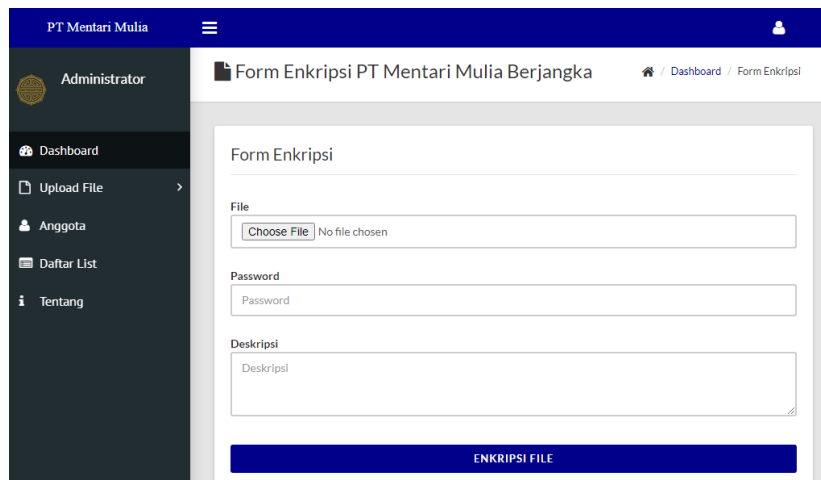 PT Mentari Mulia
Administrator
Dashboard
Upload File
Anggota
Daftar List
Tentang
Form Enkripsi PT Mentari Mulia Berjangka
/ Dashboard / Form Enkripsi
Form Enkripsi
File
Choose File No file chosen
Password
Password
Deskripsi
Deskripsi
ENKRIPSI FILE